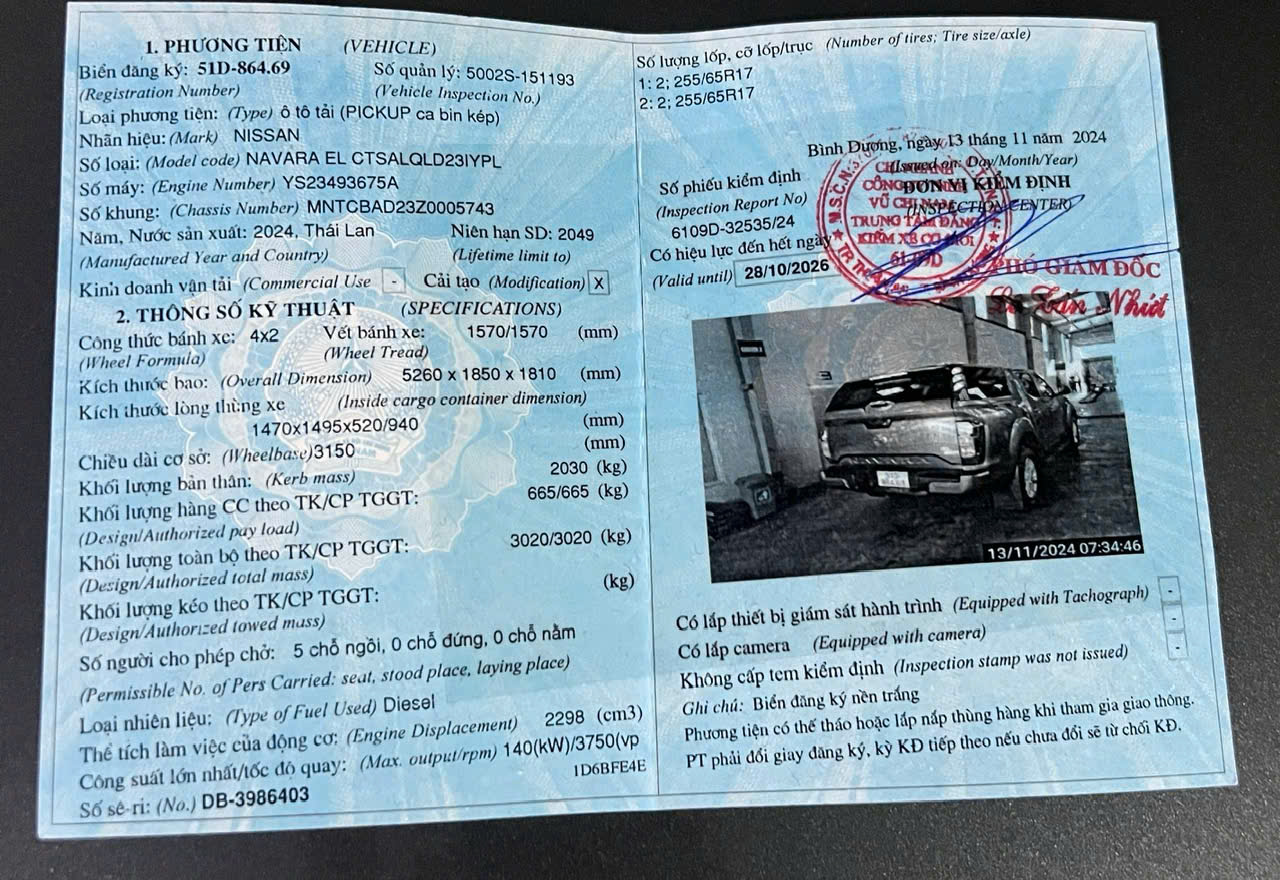 1. PHƯƠNG TIỆN (VEHICLE)
Biển đăng ký: 51D-864.69 Số quản lý: 5002S-151193
(Registration Number) (Vehicle Inspection No.)
Loại phương tiện: (Type) ô tô tải (PICKUP ca bin kép)
Nhãn hiệu: (Mark) NISSAN
Số loại: (Model code) NAVARA EL CTSALQLD23IYPL
Số máy: (Engine Number) YS23493675A
Số khung: (Chassis Number) MNTCBAD23Z0005743
Năm, Nước sản xuất: 2024, Thái Lan Niên hạn SD: 2049
(Manufactured Year and Country) (Lifetime limit to)
Kinh doanh vận tải (Commercial Use - Cải tạo (Modification) X
2. THÔNG SỐ KỸ THUẬT (SPECIFICATIONS)
Công thức bánh xe: 4x2 Vết bánh xe: 1570/1570 (mm)
(Wheel Formula) (Wheel Tread)
Kích thước bao: (Overall Dimension) 5260 x 1850 x 1810 (mm)
Kích thước lòng thùng xe (Inside cargo container dimension)
1470x1495x520/940 (mm)
Chiều dài cơ sở: (Wheelbase) 3150 (mm)
Khối lượng bản thân: (Kerb mass) 2030 (kg)
Khối lượng hàng CC theo TK/CP TGGT: 665/665 (kg)
(Design/Authorized pay load)
Khối lượng toàn bộ theo TK/CP TGGT: 3020/3020 (kg)
(Design/Authorized total mass)
Khối lượng kéo theo TK/CP TGGT: (kg)
(Design/Authorized towed mass)
Số người cho phép chở: 5 chỗ ngồi, 0 chỗ đứng, 0 chỗ nằm
(Permissible No. of Pers Carried: seat, stood place, laying place)
Loại nhiên liệu: (Type of Fuel Used) Diesel
Thể tích làm việc của động cơ: (Engine Displacement) 2298 (cm3)
Công suất lớn nhất/tốc độ quay: (Max. output/rpm) 140(kW)/3750(vp
1D6BFE4E
Số sê-ri: (No.) DB-3986403
Số lượng lốp, cỡ lốp/trục (Number of tires; Tire size/axle)
1: 2; 255/65R17
2: 2; 255/65R17
Bình Dương, ngày 13 tháng 11 năm 2024
(Issued on: Day/Month/Year)
Số phiếu kiểm định ĐƠN VỊ KIỂM ĐỊNH
(Inspection Report No) (INSPECTION CENTER)
6109D-32535/24
Có hiệu lực đến hết ngày
(Valid until) 28/10/2026
VŨ CHI NAM
TRUNG TÂM ĐĂNG
KIỂM XE CƠ GIỚI
PHÓ GIÁM ĐỐC
Lê Tấn Nhựt
3
13/11/2024 07:34:46
Có lắp thiết bị giám sát hành trình (Equipped with Tachograph) -
Có lắp camera (Equipped with camera) -
Không cấp tem kiểm định (Inspection stamp was not issued) -
Ghi chú: Biển đăng ký nền trắng
Phương tiện có thể tháo hoặc lắp nắp thùng hàng khi tham gia giao thông.
PT phải đổi giay đăng ký, kỳ KĐ tiếp theo nếu chưa đổi sẽ từ chối KĐ.